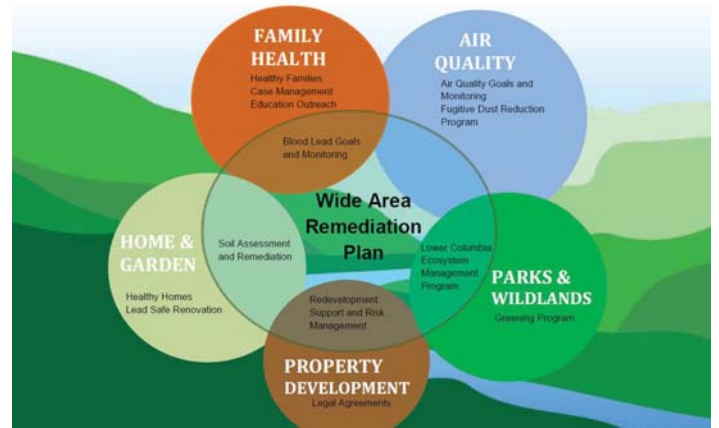 FAMILY
HEALTH
Healthy Families
Case Management
Education Outreach
AIR
QUALITY
Air Quality Goals and
Monitoring
Fugitive Dust Reduction
Program
Blood Lead Goals
and Monitoring
Wide Area
Remediation
Plan
HOME &
GARDEN
Healthy Homes
Lead Safe Renovation
Soil Assessment
and Remediation
Lower Columbia
Ecosystem
Management
Program
PARKS &
WILDLANDS
Greening Program
Redevelopment
Support and Risk
Management
PROPERTY
DEVELOPMENT
Legal Agreements